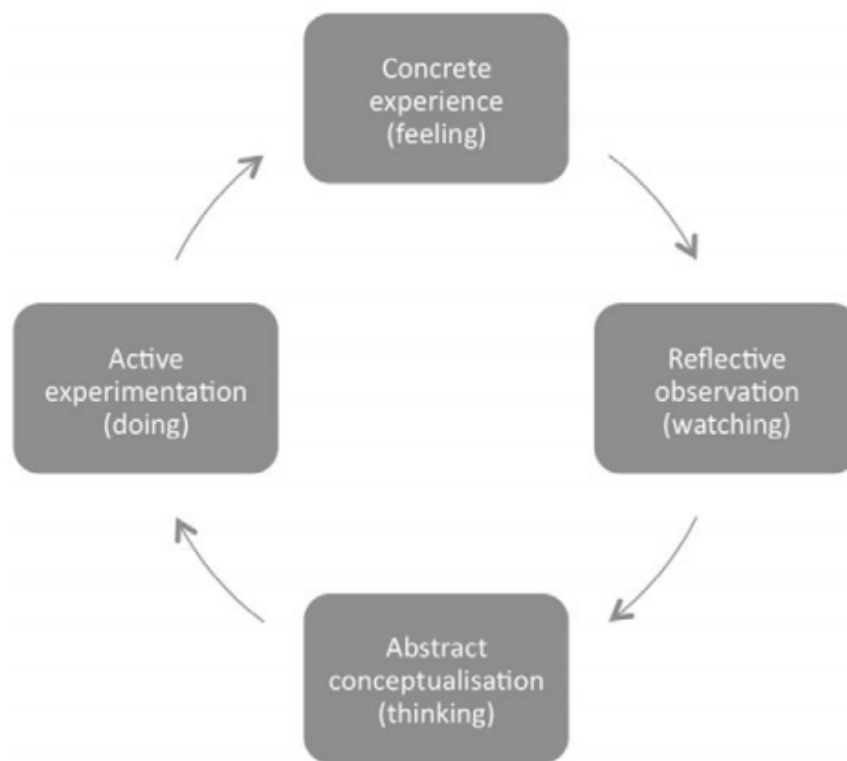 Concrete
experience
(feeling)
Reflective
observation
(watching)
Abstract
conceptualisation
(thinking)
Active
experimentation
(doing)